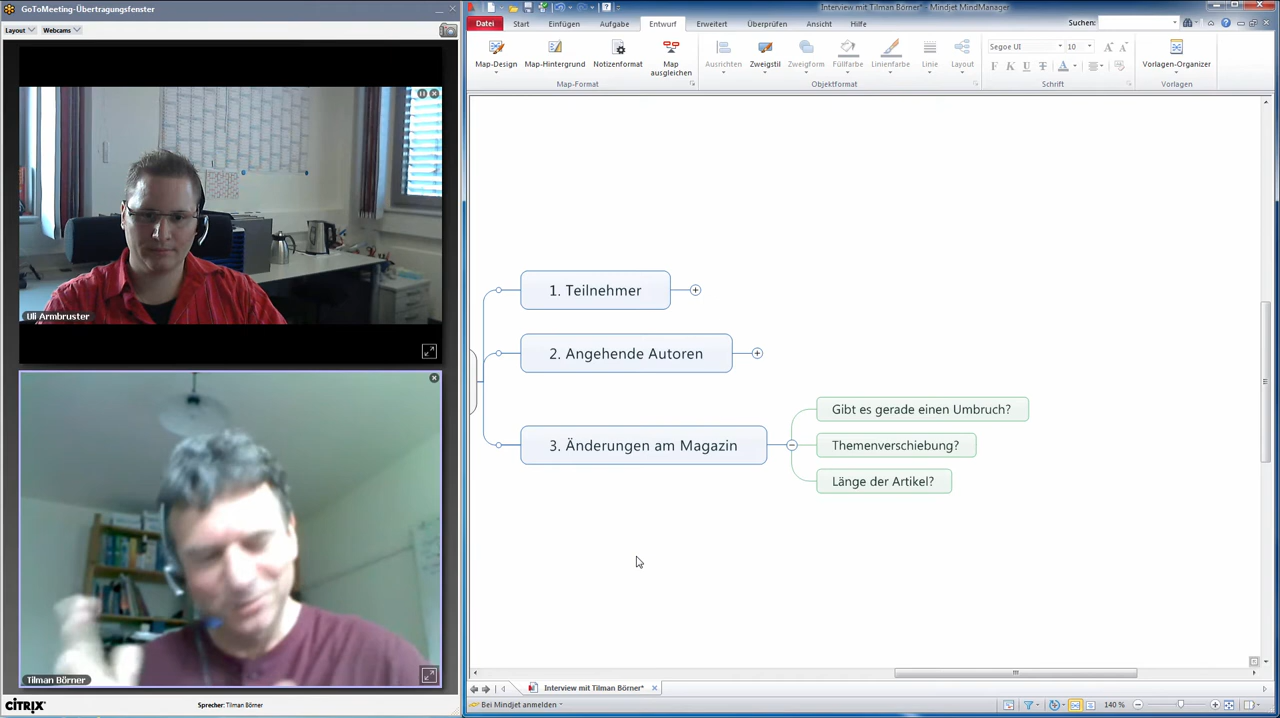 GoToMeeting-Übertragungsfenster
Layout
Webcams
Uli Armbruster
Tilman Börner
CITRIX
Sprecher: Tilman Börner
Interview mit Tilman Börner* - Mindjet MindManager
Datei
Start
Einfügen
Aufgabe
Entwurf
Erweitert
Überprüfen
Ansicht
Hilfe
Suchen:
Map-Design
Map-Hintergrund
Notizenformat
Map ausgleichen
Ausrichten
Zweigstil
Zweigform
Füllfarbe
Linienfarbe
Linie
Layout
Segoe UI
10
F K U T A
Vorlagen-Organizer
Map-Format
Objektformat
Schrift
Vorlagen
1. Teilnehmer
2. Angehende Autoren
3. Änderungen am Magazin
Gibt es gerade einen Umbruch?
Themenverschiebung?
Länge der Artikel?
Interview mit Tilman Börner*
Bei Mindjet anmelden
140 %